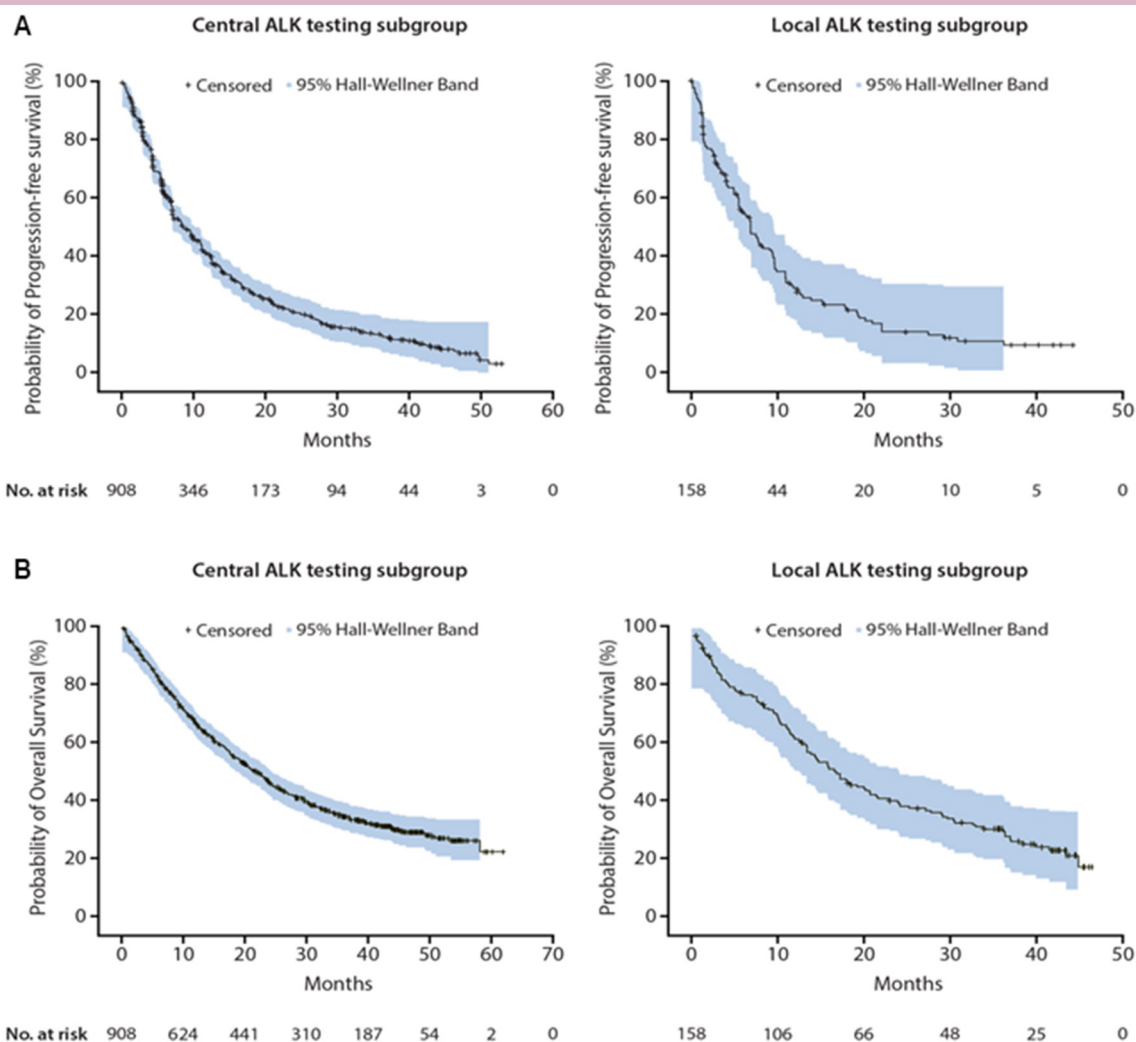 A
Central ALK testing subgroup
Local ALK testing subgroup
Probability of Progression-free survival (%)
100
80
60
40
20
0
Censored
95% Hall-Wellner Band
0 10 20 30 40 50 60
Months
No. at risk 908 346 173 94 44 3 0
Probability of Progression-free survival (%)
100
80
60
40
20
0
Censored
95% Hall-Wellner Band
0 10 20 30 40 50
Months
158 44 20 10 5 0
B
Central ALK testing subgroup
Local ALK testing subgroup
Probability of Overall Survival (%)
100
80
60
40
20
0
Censored
95% Hall-Wellner Band
0 10 20 30 40 50 60 70
Months
No. at risk 908 624 441 310 187 54 2 0
Probability of Overall Survival (%)
100
80
60
40
20
0
Censored
95% Hall-Wellner Band
0 10 20 30 40 50
Months
158 106 66 48 25 0